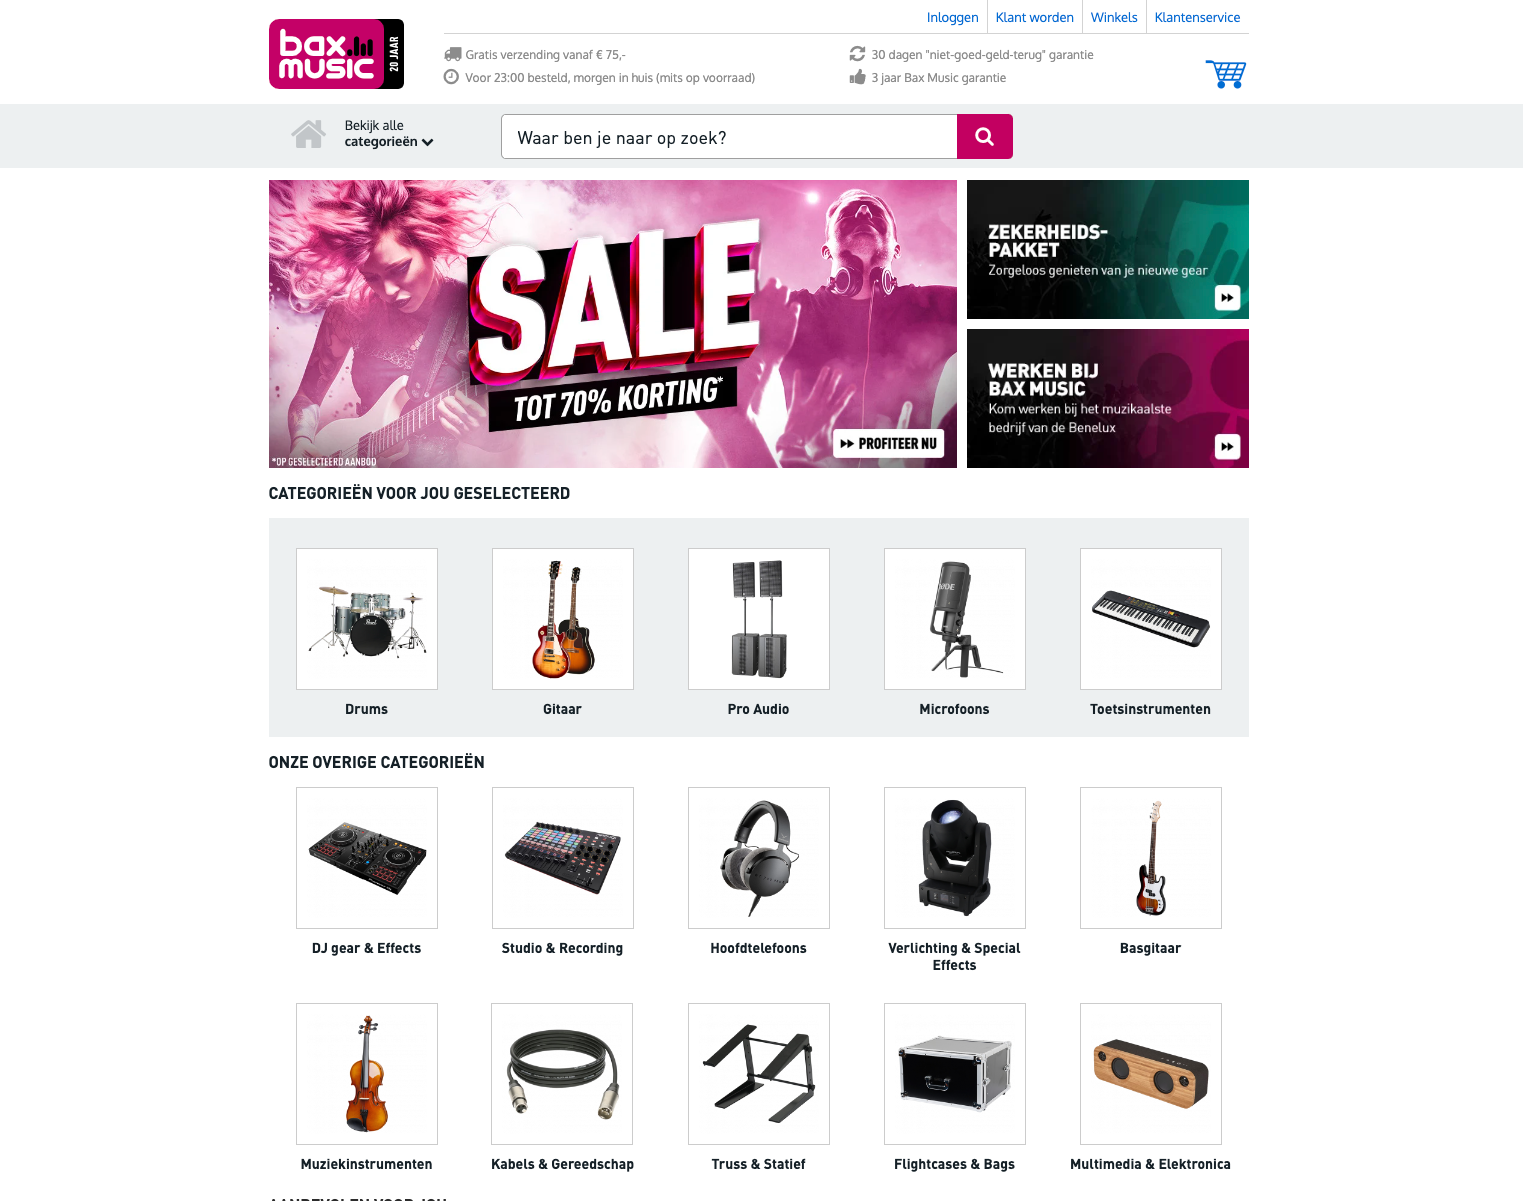 bax music 20 JAAR
Inloggen
Klant worden
Winkels
Klantenservice
Gratis verzending vanaf € 75,-
30 dagen "niet-goed-geld-terug" garantie
Voor 23:00 besteld, morgen in huis (mits op voorraad)
3 jaar Bax Music garantie
Bekijk alle
categorieën
Waar ben je naar op zoek?
SALE
TOT 70% KORTING*
PROFITEER NU
*OP GESELECTEERD AANBOD
ZEKERHEIDS-
PAKKET
Zorgeloos genieten van je nieuwe gear
WERKEN BIJ
BAX MUSIC
Kom werken bij het muzikaalste
bedrijf van de Benelux
CATEGORIEËN VOOR JOU GESELECTEERD
Drums
Gitaar
Pro Audio
Microfoons
Toetsinstrumenten
ONZE OVERIGE CATEGORIEËN
DJ gear & Effects
Studio & Recording
Hoofdtelefoons
Verlichting & Special
Effects
Basgitaar
Muziekinstrumenten
Kabels & Gereedschap
Truss & Statief
Flightcases & Bags
Multimedia & Elektronica